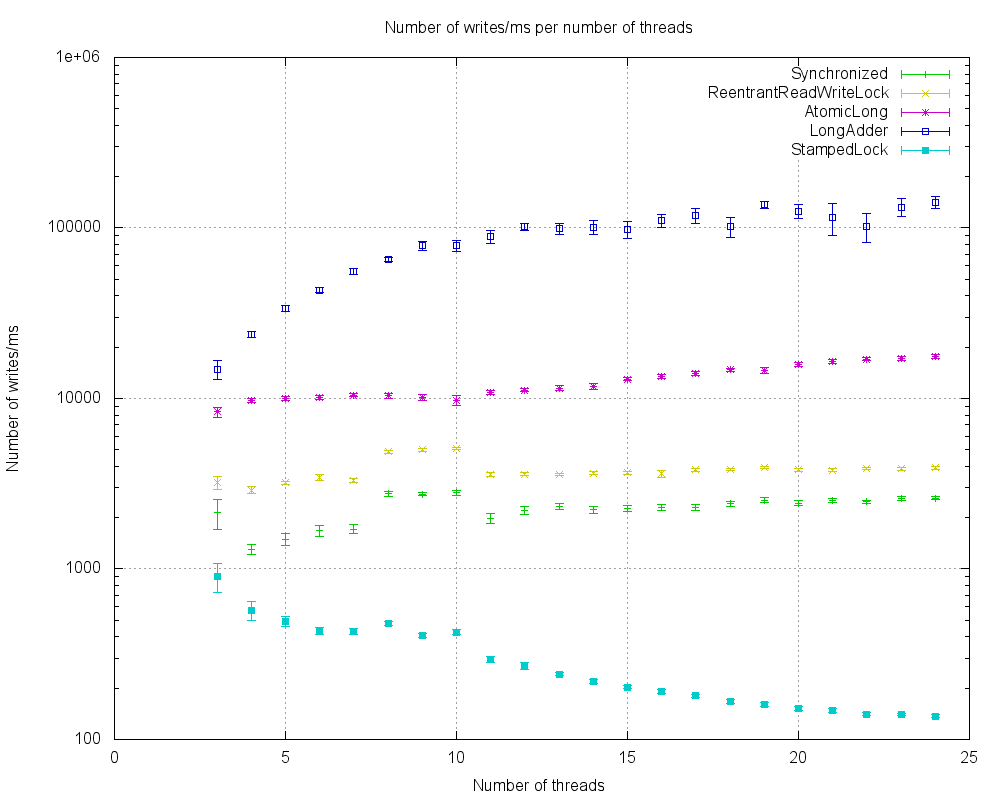 Number of writes/ms per number of threads
1e+06
Synchronized
ReentrantReadWriteLock
AtomicLong
LongAdder
StampedLock
100000
10000
1000
100
Number of writes/ms
0 5 10 15 20 25
Number of threads